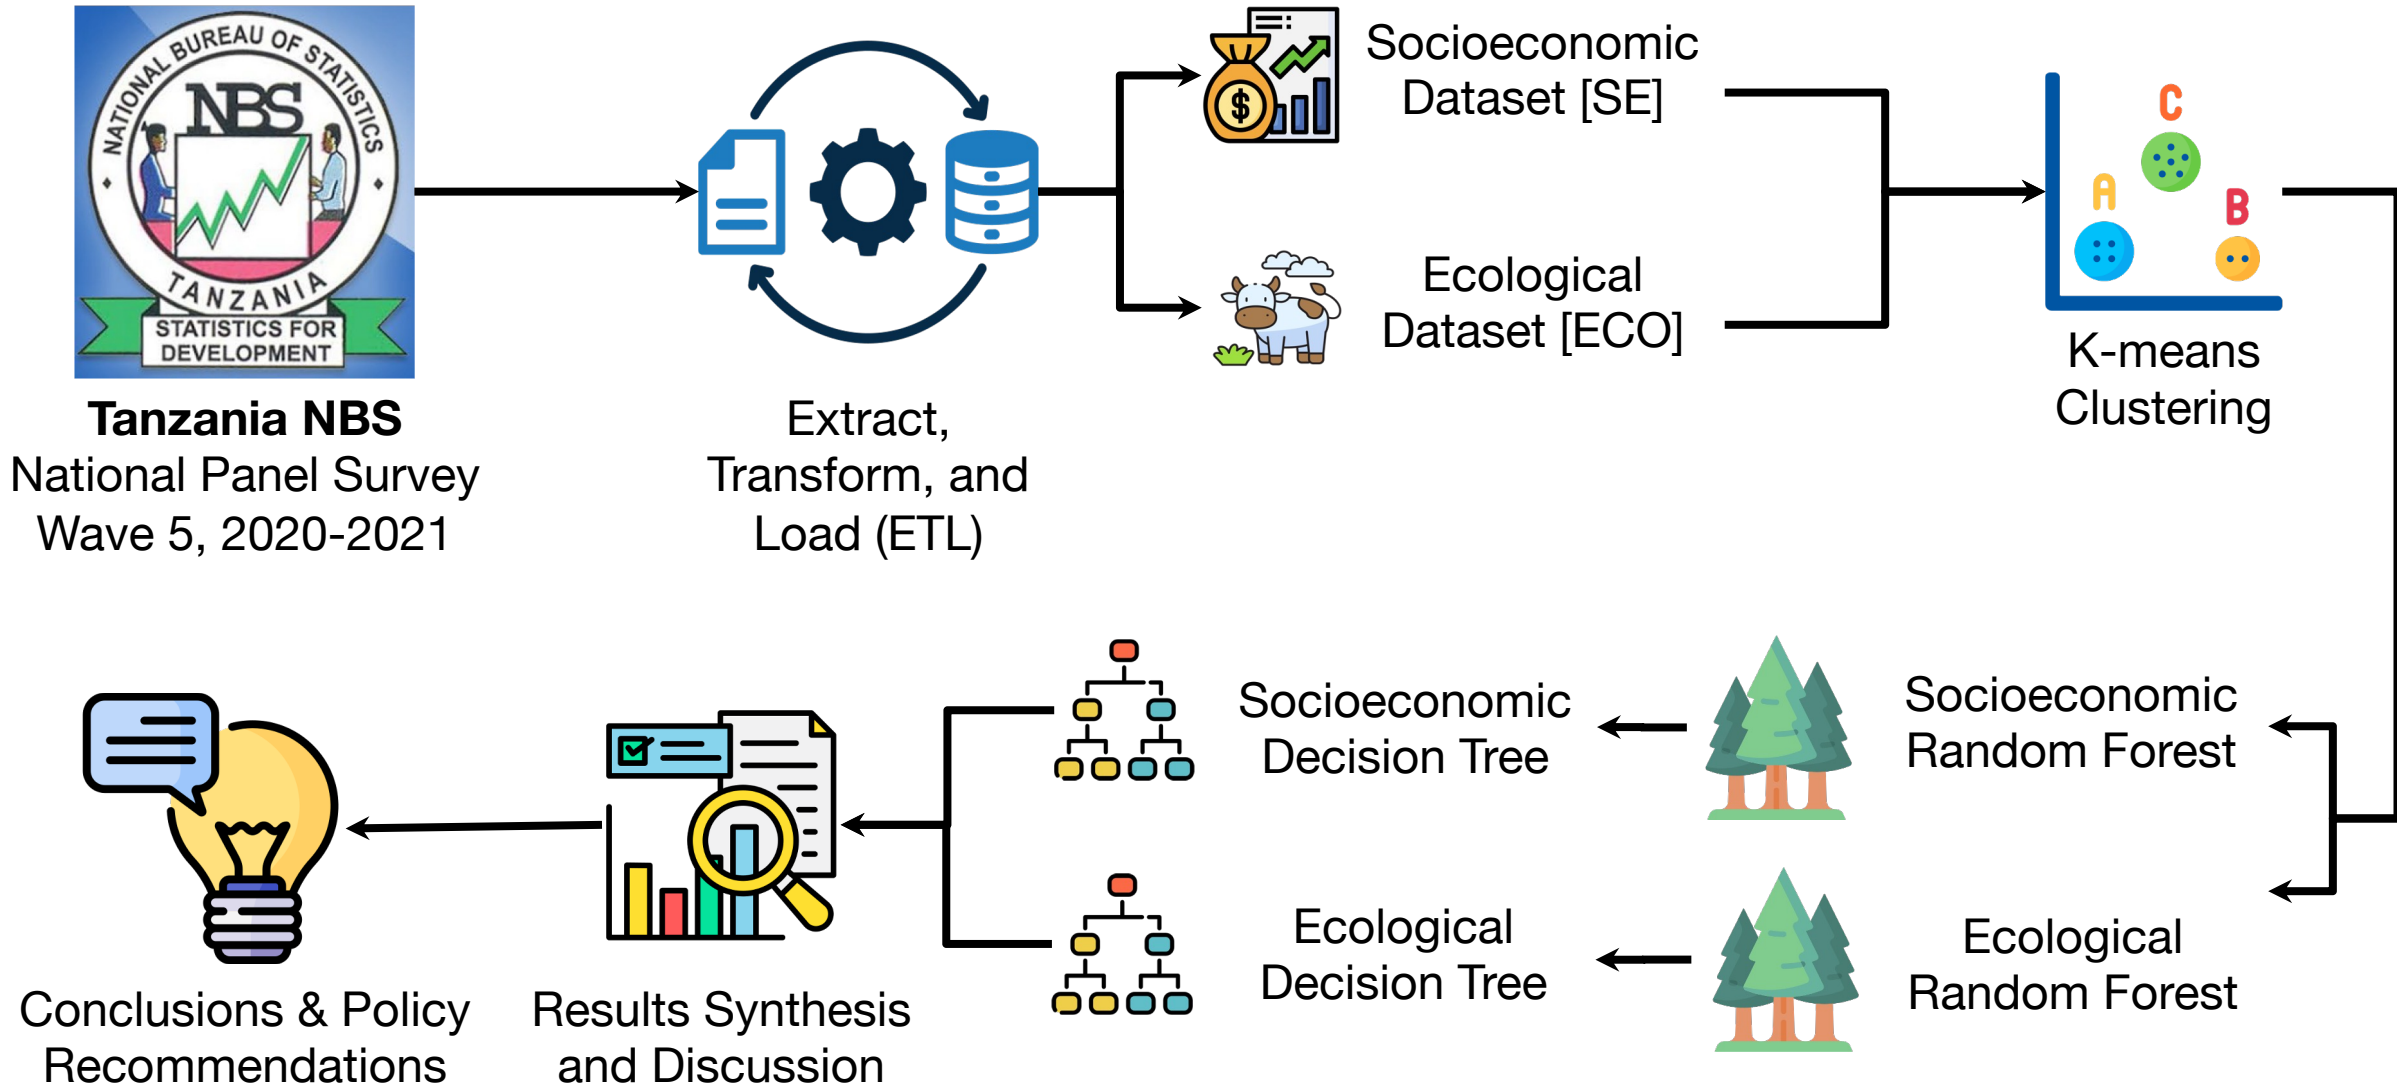 NATIONAL BUREAU OF STATISTICS
NBS
TANZANIA
STATISTICS FOR
DEVELOPMENT
Tanzania NBS
National Panel Survey
Wave 5, 2020-2021
Extract,
Transform, and
Load (ETL)
$
Socioeconomic
Dataset [SE]
Ecological
Dataset [ECO]
C
A
B
K-means
Clustering
Socioeconomic
Random Forest
Ecological
Random Forest
Socioeconomic
Decision Tree
Ecological
Decision Tree
Results Synthesis
and Discussion
Conclusions & Policy
Recommendations